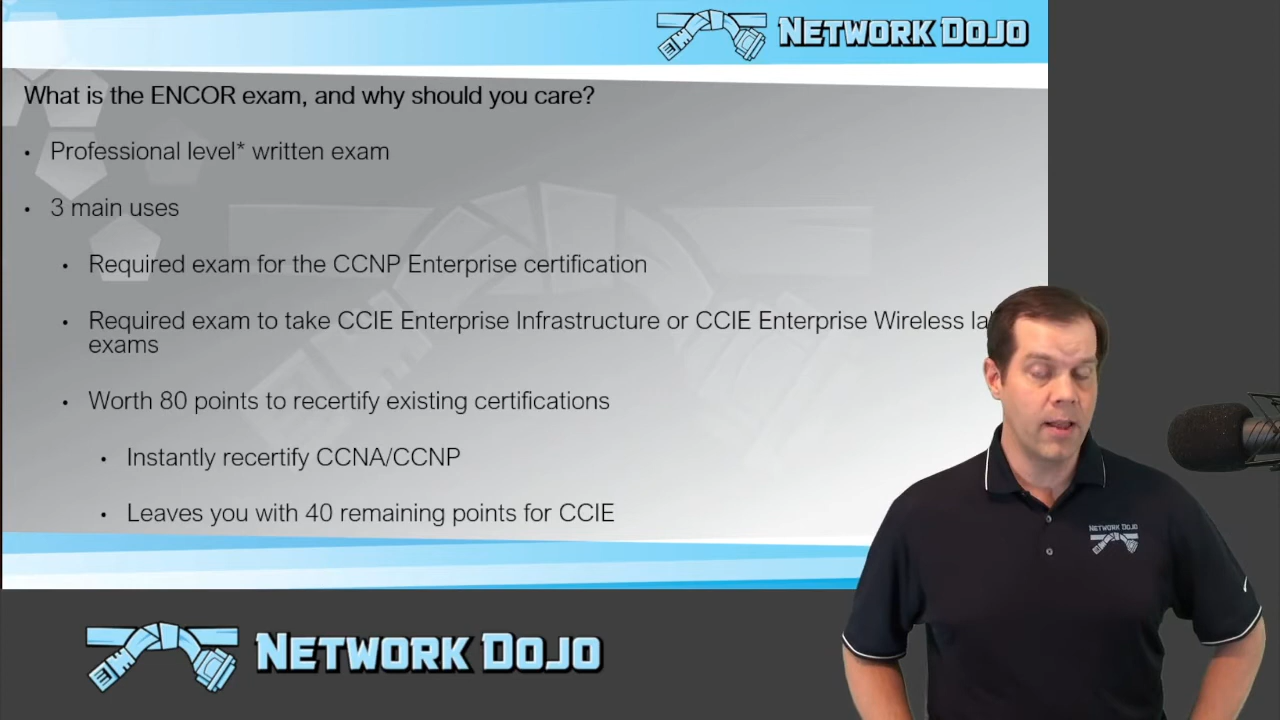 NETWORK DOJO
What is the ENCOR exam, and why should you care?
• Professional level* written exam
• 3 main uses
• Required exam for the CCNP Enterprise certification
• Required exam to take CCIE Enterprise Infrastructure or CCIE Enterprise Wireless la
exams
• Worth 80 points to recertify existing certifications
• Instantly recertify CCNA/CCNP
• Leaves you with 40 remaining points for CCIE
NETWORK DOJO
NETWORK DOJO